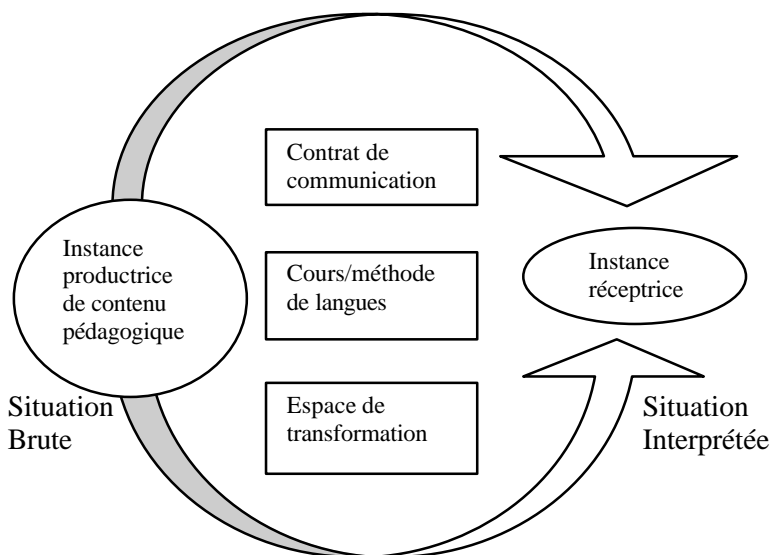 Contrat de
communication
Instance
productrice
de contenu
pédagogique
Cours/méthode
de langues
Instance
réceptrice
Situation
Brute
Espace de
transformation
Situation
Interprétée